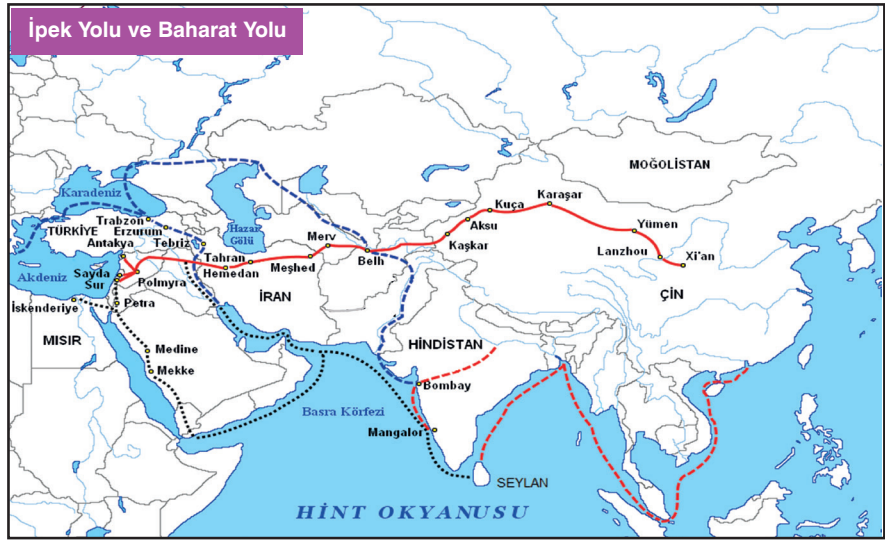 İpek Yolu ve Baharat Yolu
MOĞOLİSTAN
Karadeniz
Karaşar
Kuça
Aksu
Yümen
Trabzon
TÜRKİYE
Erzurum
Hazar
Gölü
Merv
Kaşkar
Lanzhou
Xi'an
Antakya
Tebriz
Tahran
Belh
Akdeniz
Sayda
Hemedan
Meşhed
Sur
Polmyra
İRAN
ÇİN
İskenderiye
Petra
MISIR
Medine
HİNDİSTAN
Mekke
Bombay
Basra Körfezi
Mangalor
SEYLAN
HİNT OKYANUSU